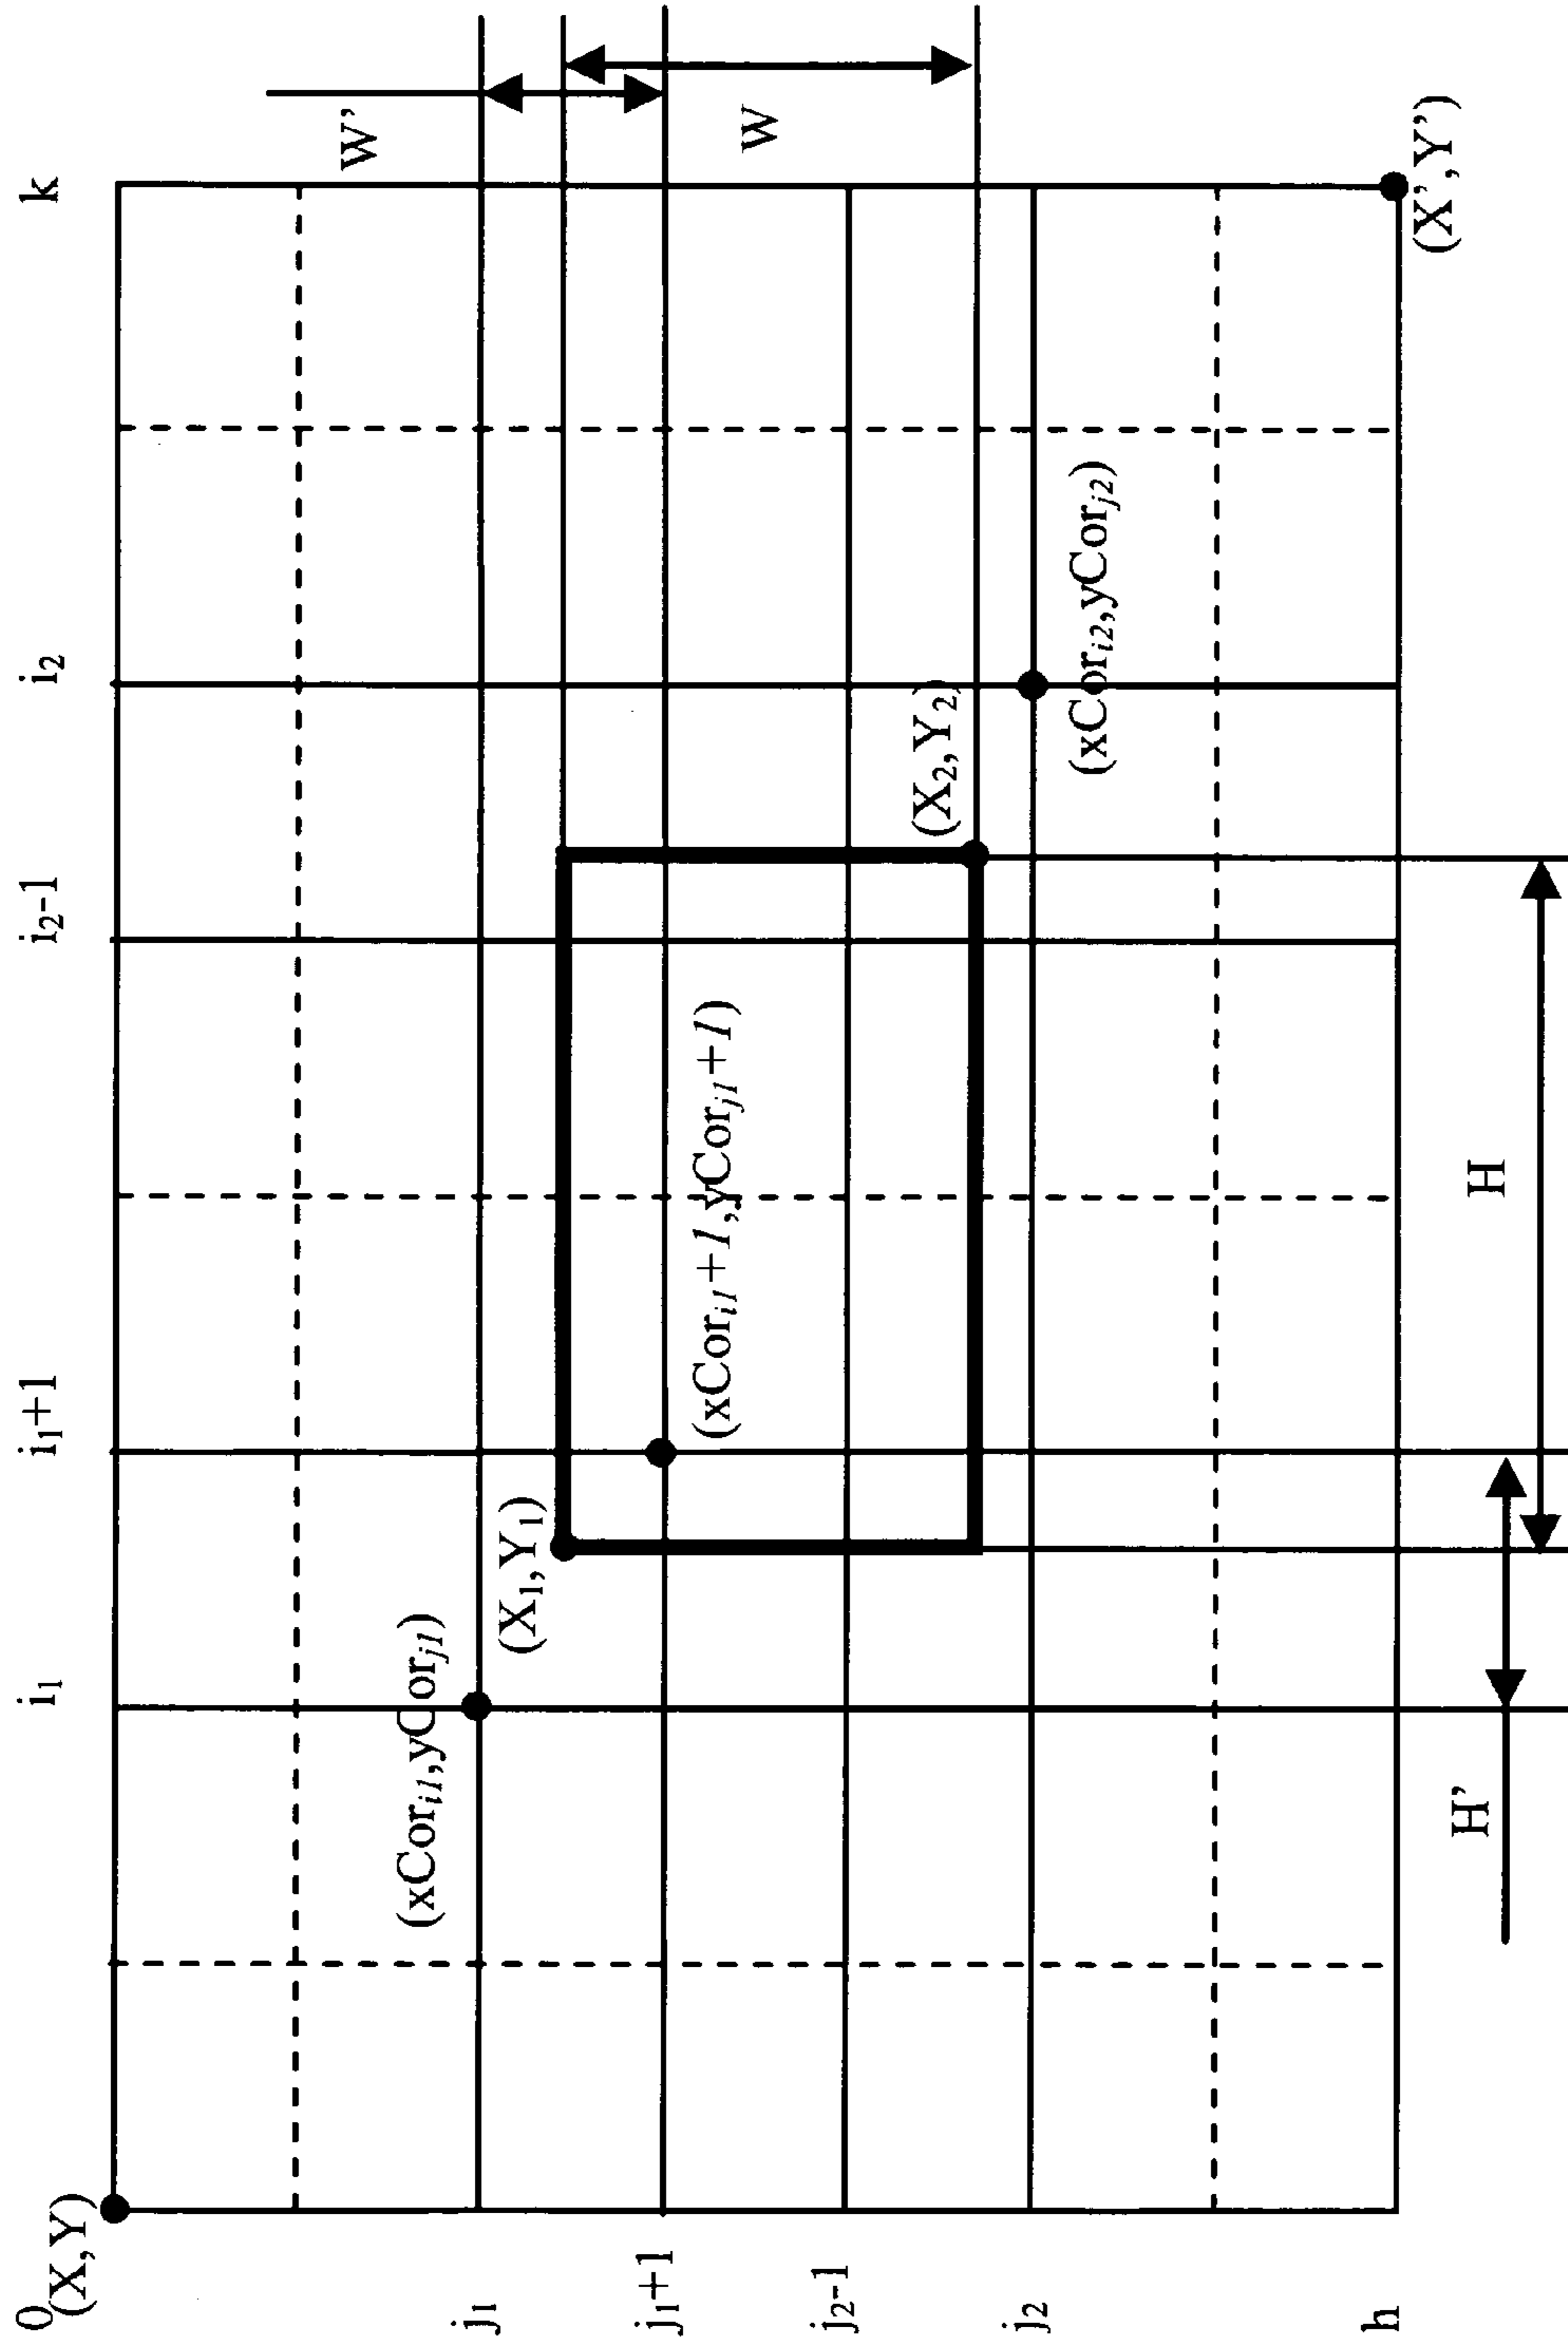 0
i₁
i₁+1
i₂-1
i₂
k
(X,Y)
W'
(xCorᵢ₁,yCorⱼ₁)
j₁
(X₁,Y₁)
j₁+1
(xCorᵢ₁+1,yCorⱼ₁+1)
W
j₂-1
(X₂,Y₂)
j₂
(xCorᵢ₂,yCorⱼ₂)
h
(X',Y')
H'
H